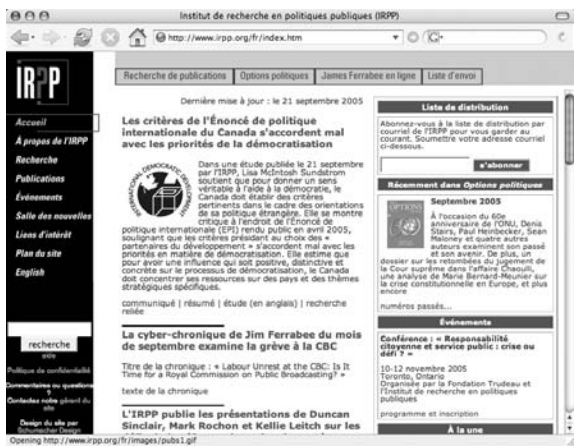 Institut de recherche en politiques publiques (IRPP)
http://www.irpp.org/fr/index.htm
G
IRPP
Recherche de publications
Options politiques
James Ferrabee en ligne
Liste d'envoi
Accueil
À propos de l'IRPP
Recherche
Publications
Événements
Salle des nouvelles
Liens d'intérêt
Plan du site
English
recherche
aide
Politique de confidentialité
Commentaires ou questions
?
Contactez notre gérant du
site
Design du site par
Schumacher Design
Dernière mise à jour : le 21 septembre 2005
Les critères de l'Énoncé de politique
internationale du Canada s'accordent mal
avec les priorités de la démocratisation
INTERNATIONAL DEMOCRATIC DEVELOPMENT
Dans une étude publiée le 21 septembre
par l'IRPP, Lisa McIntosh Sundstrom
soutient que pour donner un sens
véritable à l'aide à la démocratie, le
Canada doit établir des critères
pertinents dans le cadre des orientations
de sa politique étrangère. Elle se montre
critique à l'endroit de l'Énoncé de
politique internationale (EPI) rendu public en avril 2005,
soulignant que les critères présidant au choix des «
partenaires du développement » s'accordent mal avec les
priorités en matière de démocratisation. Elle estime que
pour avoir une influence qui soit positive, distinctive et
concrète sur le processus de démocratisation, le Canada
doit concentrer ses ressources sur des pays et des thèmes
stratégiques spécifiques.
communiqué | résumé | étude (en anglais) | recherche
reliée
La cyber-chronique de Jim Ferrabee du mois
de septembre examine la grève à la CBC
Titre de la chronique : « Labour Unrest at the CBC: Is It
Time for a Royal Commission on Public Broadcasting? »
texte de la chronique
L'IRPP publie les présentations de Duncan
Sinclair, Mark Rochon et Kellie Leitch sur les
Liste de distribution
Abonnez-vous à la liste de distribution par
courriel de l'IRPP pour vous garder au
courant. Soumettre votre adresse courriel
ci-dessous.
s'abonner
Récemment dans Options politiques
OPTIONS
Septembre 2005
À l'occasion du 60e
anniversaire de l'ONU, Denis
Stairs, Paul Heinbecker, Sean
Maloney et quatre autres
auteurs examinent son passé
et son avenir. De plus, un
dossier sur les retombées du jugement de
la Cour suprême dans l'affaire Chaoulli,
une analyse de Marie Bernard-Meunier sur
la crise constitutionnelle en Europe, et plus
encore
numéros passés...
Événements
Conférence : « Responsabilité
citoyenne et service public : crise ou
défi ? »
10-12 novembre 2005
Toronto, Ontario
Organisée par la Fondation Trudeau et
l'Institut de recherche en politiques
publiques
programme et inscription
À la une
Opening http://www.irpp.org/fr/images/pubs1.gif